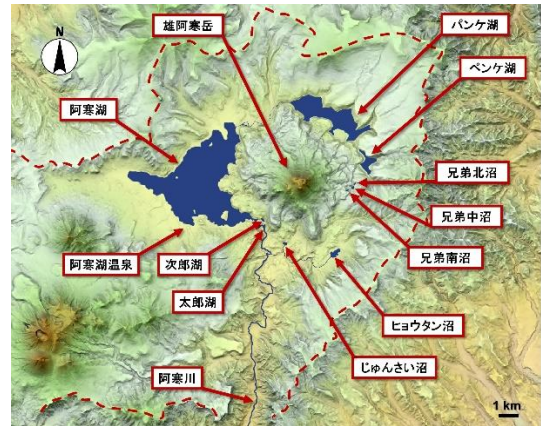 N
雄阿寒岳
パンケ湖
ペンケ湖
阿寒湖
兄弟北沼
兄弟中沼
兄弟南沼
阿寒湖温泉
次郎湖
太郎湖
ヒョウタン沼
じゅんさい沼
阿寒川
1 km